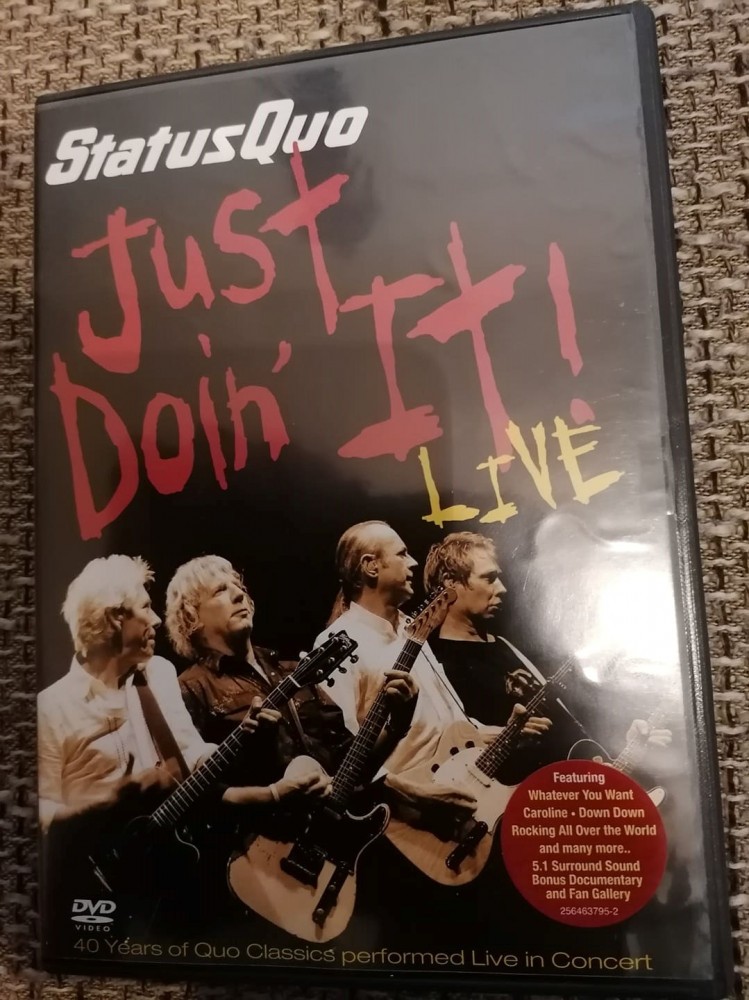 StatusQuo
Just
Doin' It!
LIVE
Featuring
Whatever You Want
Caroline • Down Down
Rocking All Over the World
and many more..
5.1 Surround Sound
Bonus Documentary
and Fan Gallery
256463795-2
DVD
VIDEO
40 Years of Quo Classics performed Live in Concert